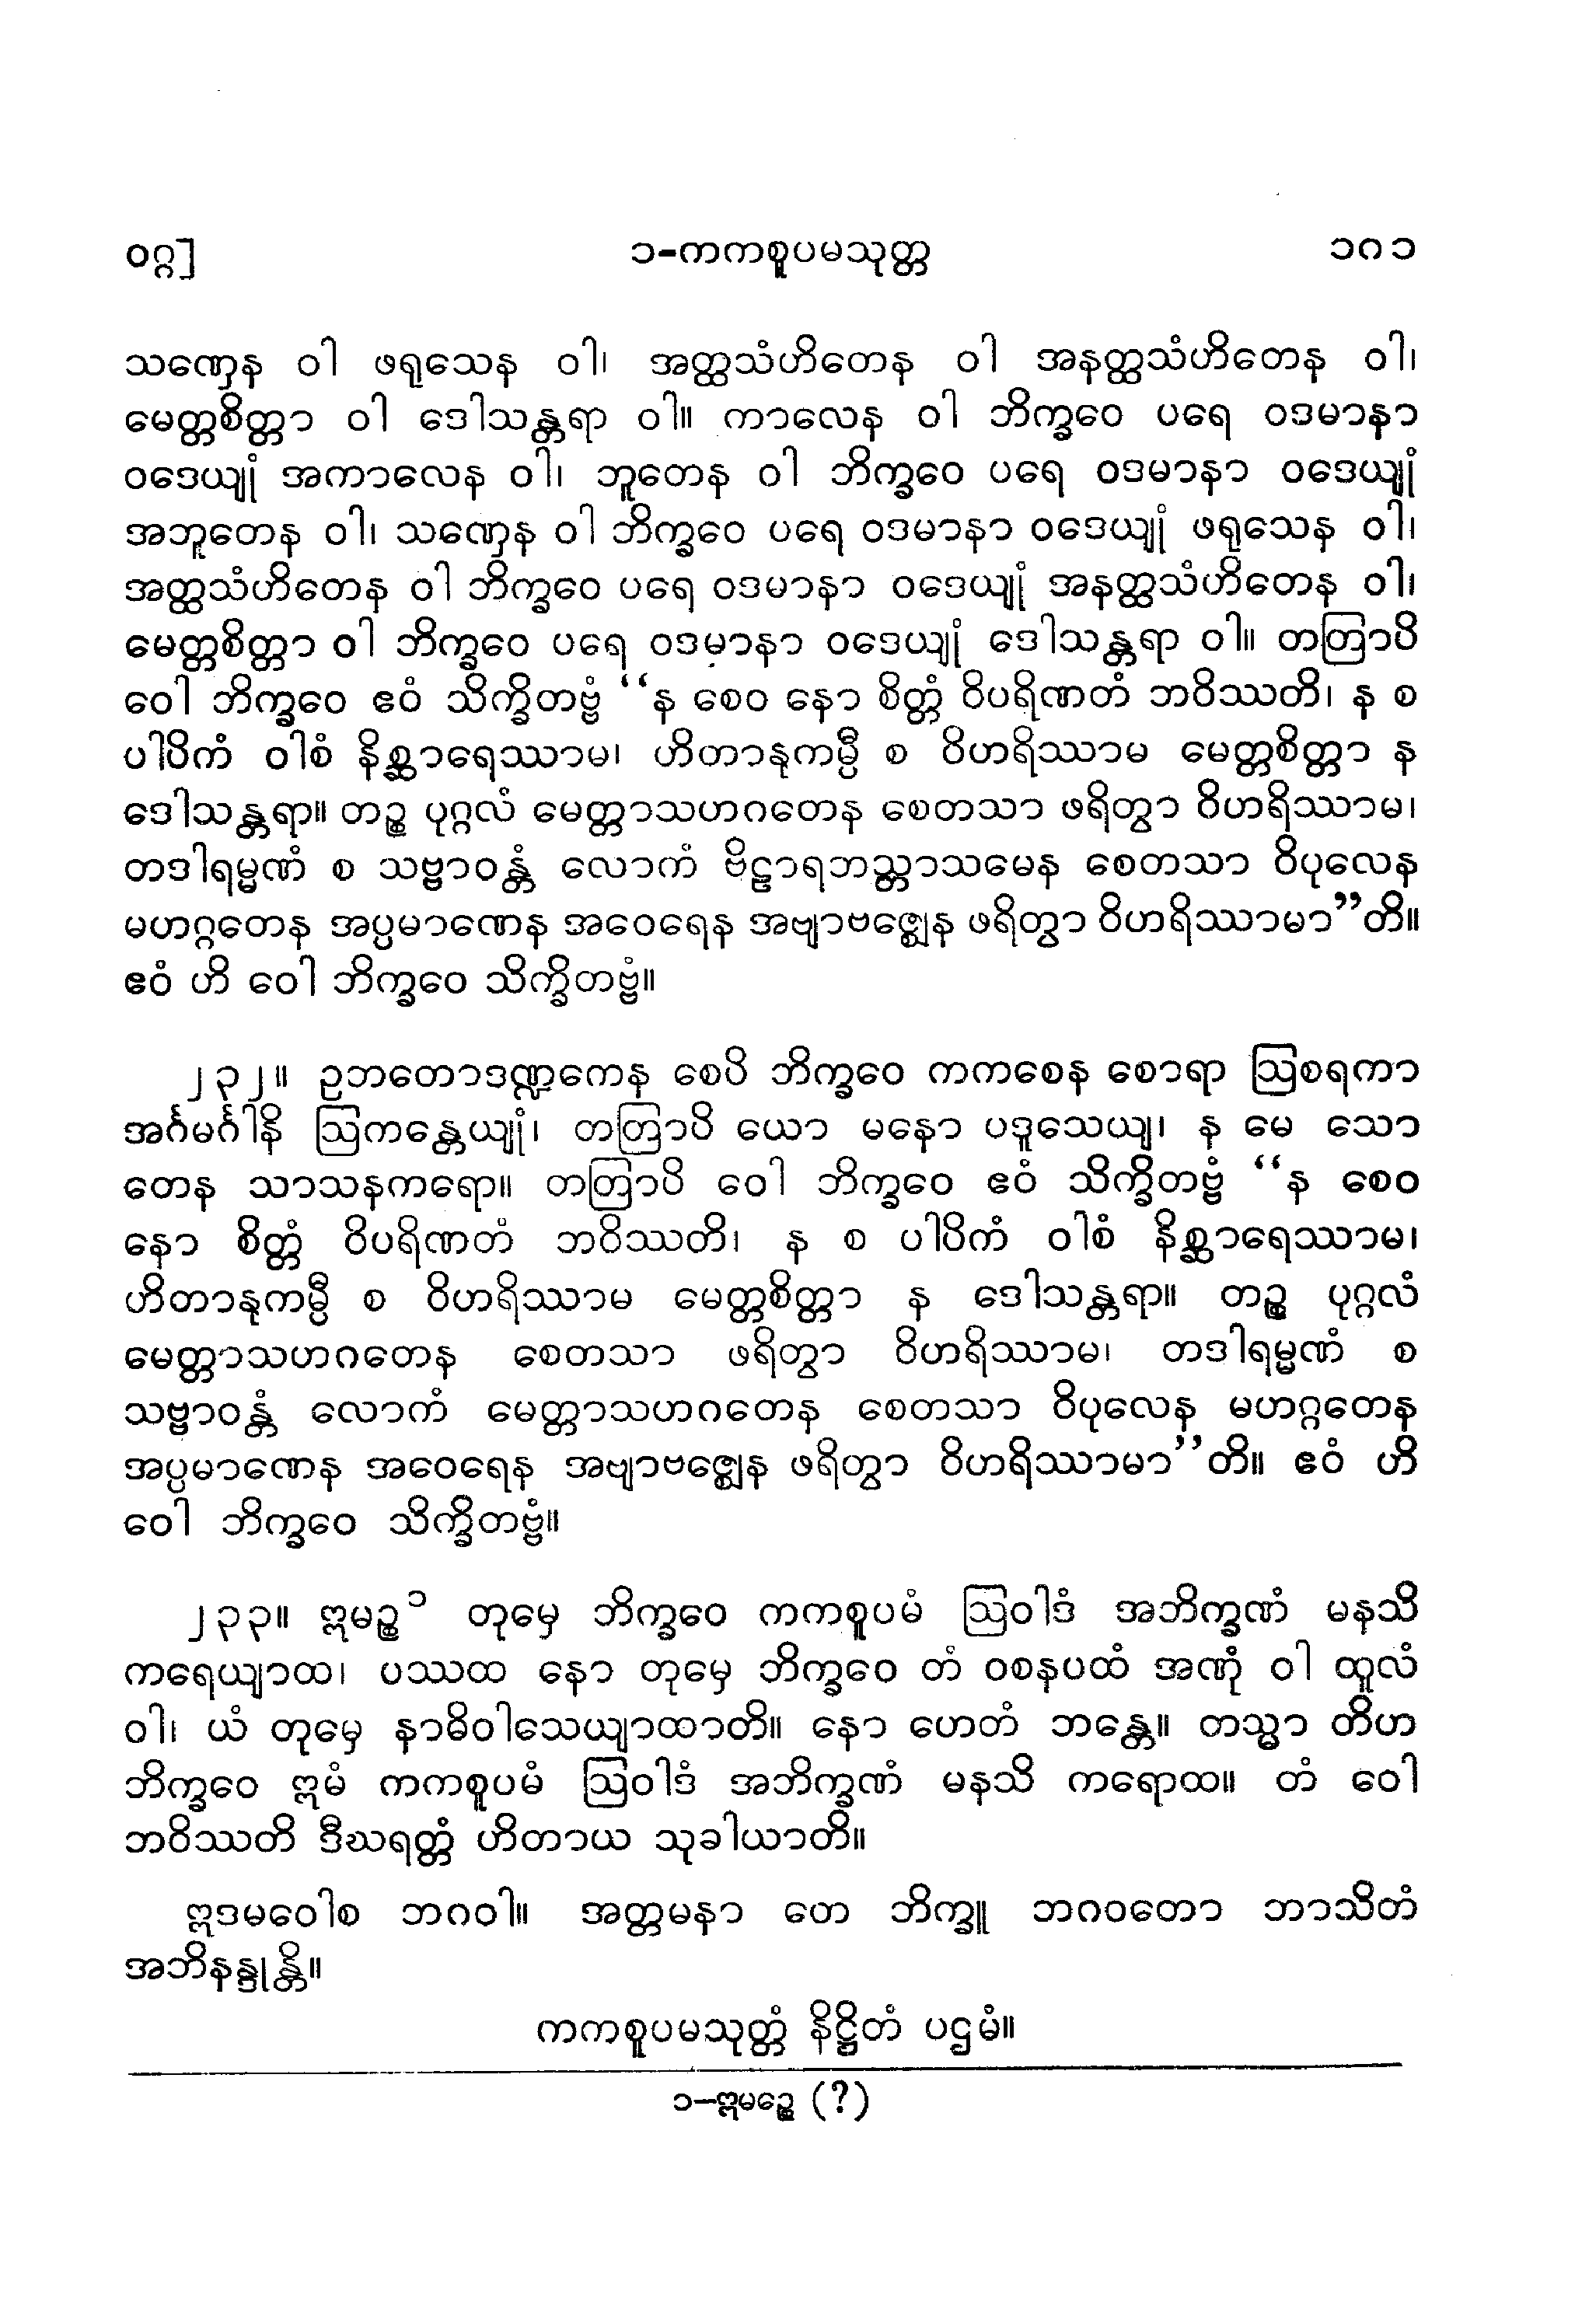 ဝဂ္ဂ] ၁-ကကစူပမသုတ္တ ၁၈၁
သဏှေန ဝါ ဖရုသေန ဝါ၊ အတ္ထသံဟိတေန ဝါ အနတ္ထသံဟိတေန ဝါ၊
မေတ္တစိတ္တာ ဝါ ဒေါသန္တရာ ဝါ။ ကာလေန ဝါ ဘိက္ခဝေ ပရေ ဝဒမာနာ
ဝဒေယျုံ အကာလေန ဝါ၊ ဘူတေန ဝါ ဘိက္ခဝေ ပရေ ဝဒမာနာ ဝဒေယျုံ
အဘူတေန ဝါ၊ သဏှေန ဝါ ဘိက္ခဝေ ပရေ ဝဒမာနာ ဝဒေယျုံ ဖရုသေန ဝါ၊
အတ္ထသံဟိတေန ဝါ ဘိက္ခဝေ ပရေ ဝဒမာနာ ဝဒေယျုံ အနတ္ထသံဟိတေန ဝါ၊
မေတ္တစိတ္တာ ဝါ ဘိက္ခဝေ ပရေ ဝဒမာနာ ဝဒေယျုံ ဒေါသန္တရာ ဝါ။ တတြာပိ
ဝေါ ဘိက္ခဝေ ဧဝံ သိက္ခိတဗ္ဗံ “န စေဝ နော စိတ္တံ ဝိပရိဏတံ ဘဝိဿတိ၊ န စ
ပါပိကံ ဝါစံ နိစ္ဆာရေဿာမ၊ ဟိတာနုကမ္ပီ စ ဝိဟရိဿာမ မေတ္တစိတ္တာ န
ဒေါသန္တရာ။ တဉ္စ ပုဂ္ဂလံ မေတ္တာသဟဂတေန စေတသာ ဖရိတွာ ဝိဟရိဿာမ၊
တဒါရမ္မဏံ စ သဗ္ဗာဝန္တံ လောကံ ဗိဠာရဘသ္တာသမေန စေတသာ ဝိပုလေန
မဟဂ္ဂတေန အပ္ပမာဏေန အဝေရေန အဗျာဗဇ္ဈေန ဖရိတွာ ဝိဟရိဿာမာ”တိ။
ဧဝံ ဟိ ဝေါ ဘိက္ခဝေ သိက္ခိတဗ္ဗံ။
၂၃၂။ ဥဘတောဒဏ္ဍကေန စေပိ ဘိက္ခဝေ ကကစေန စောရာ ဩစရကာ
အင်္ဂမင်္ဂါနိ ဩကန္တေယျုံ၊ တတြာပိ ယော မနော ပဒူသေယျ၊ န မေ သော
တေန သာသနကရော။ တတြာပိ ဝေါ ဘိက္ခဝေ ဧဝံ သိက္ခိတဗ္ဗံ “န စေဝ
နော စိတ္တံ ဝိပရိဏတံ ဘဝိဿတိ၊ န စ ပါပိကံ ဝါစံ နိစ္ဆာရေဿာမ၊
ဟိတာနုကမ္ပီ စ ဝိဟရိဿာမ မေတ္တစိတ္တာ န ဒေါသန္တရာ။ တဉ္စ ပုဂ္ဂလံ
မေတ္တာသဟဂတေန စေတသာ ဖရိတွာ ဝိဟရိဿာမ၊ တဒါရမ္မဏံ စ
သဗ္ဗာဝန္တံ လောကံ မေတ္တာသဟဂတေန စေတသာ ဝိပုလေန မဟဂ္ဂတေန
အပ္ပမာဏေန အဝေရေန အဗျာဗဇ္ဈေန ဖရိတွာ ဝိဟရိဿာမာ”တိ။ ဧဝံ ဟိ
ဝေါ ဘိက္ခဝေ သိက္ခိတဗ္ဗံ။
၂၃၃။ ဣမဉ္စ ၁ တုမှေ ဘိက္ခဝေ ကကစူပမံ ဩဝါဒံ အဘိက္ခဏံ မနသိ
ကရေယျာထ၊ ပဿထ နော တုမှေ ဘိက္ခဝေ တံ ဝစနပထံ အဏုံ ဝါ ထူလံ
ဝါ၊ ယံ တုမှေ နာဓိဝါသေယျာထာတိ။ နော ဟေတံ ဘန္တေ။ တသ္မာ တိဟ
ဘိက္ခဝေ ဣမံ ကကစူပမံ ဩဝါဒံ အဘိက္ခဏံ မနသိ ကရောထ။ တံ ဝေါ
ဘဝိဿတိ ဒီဃရတ္တံ ဟိတာယ သုခါယာတိ။
ဣဒမဝေါစ ဘဂဝါ။ အတ္တမနာ တေ ဘိက္ခူ ဘဂဝတော ဘာသိတံ
အဘိနန္ဒုန္တိ။
ကကစူပမသုတ္တံ နိဋ္ဌိတံ ပဌမံ။
၁-ဣမဉ္စေ (?)